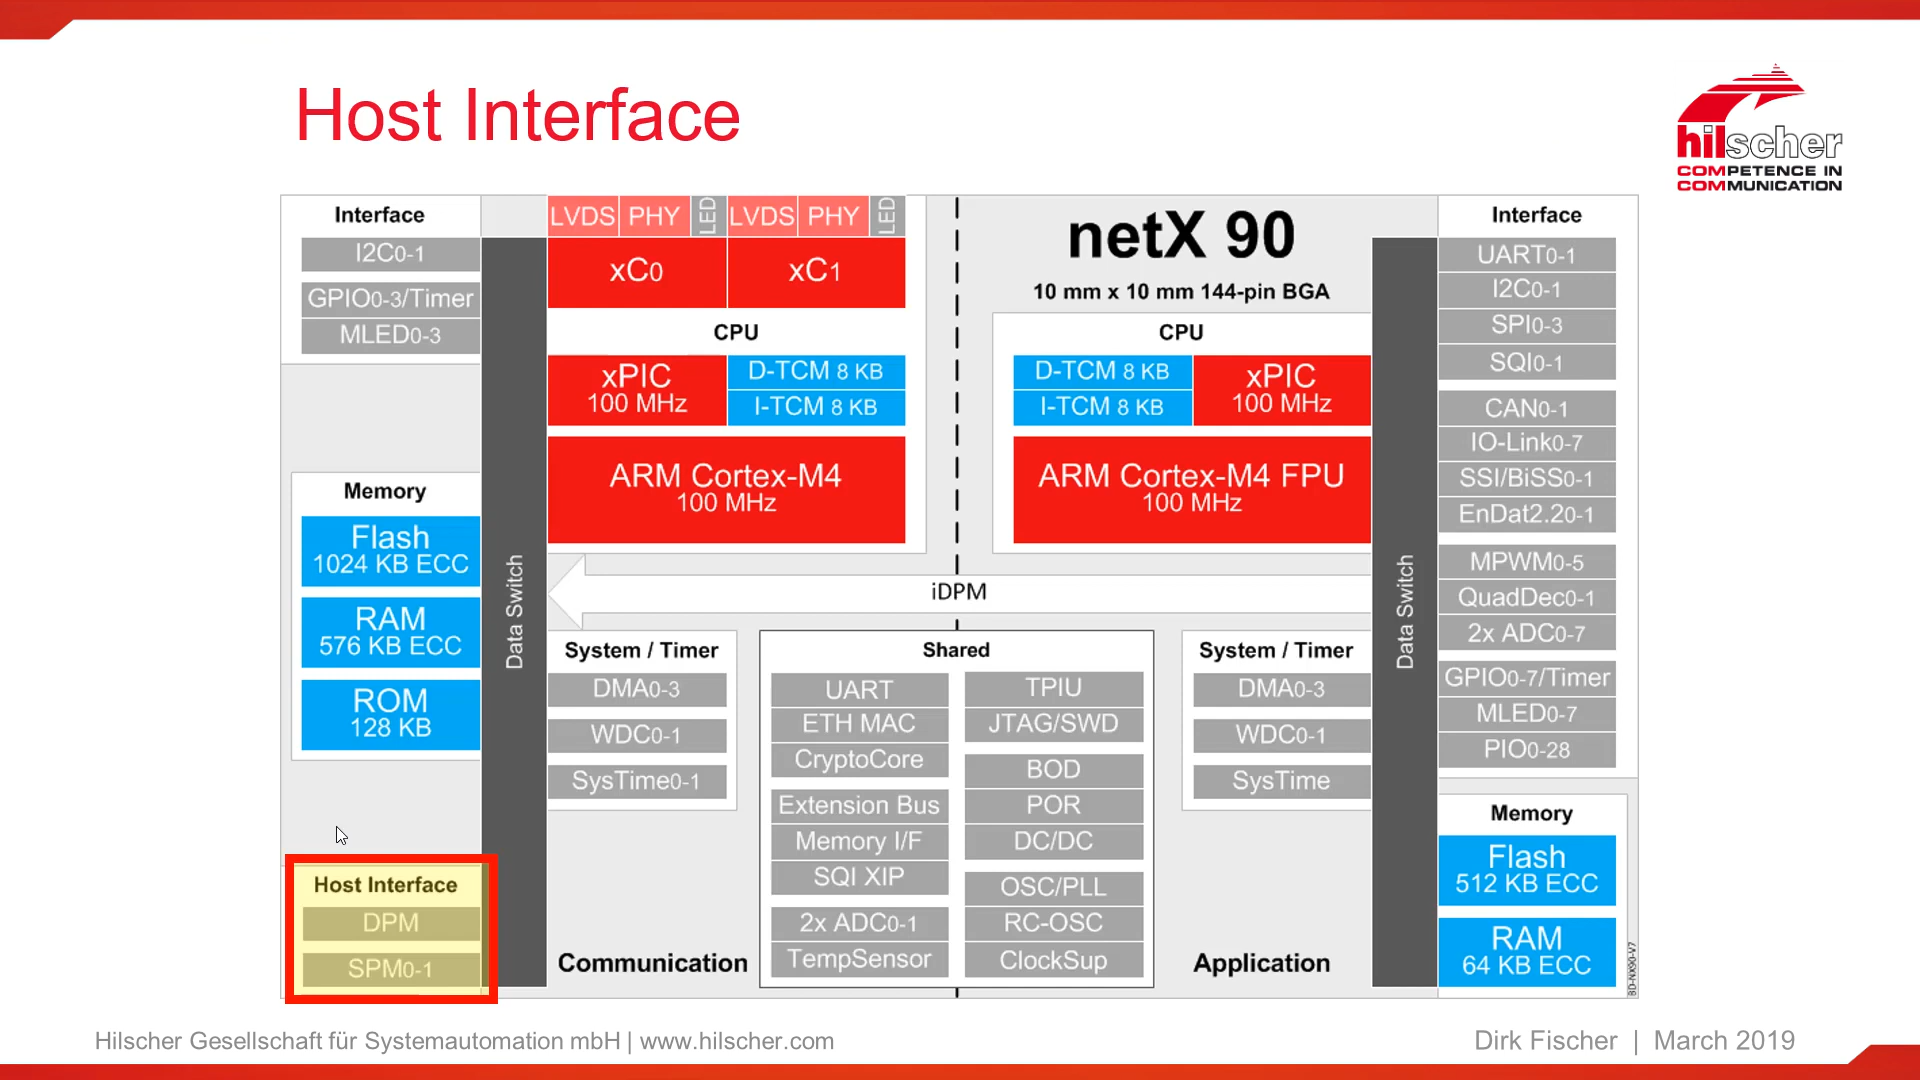 Host Interface
hilscher
COMPETENCE IN
COMMUNICATION
Interface
I2C0-1
GPIO0-3/Timer
MLED0-3
Memory
Flash
1024 KB ECC
RAM
576 KB ECC
ROM
128 KB
Host Interface
DPM
SPM0-1
Data Switch
LVDS PHY LED LVDS PHY LED
xC0 xC1
CPU
xPIC
100 MHz
D-TCM 8 KB
I-TCM 8 KB
ARM Cortex-M4
100 MHz
netX 90
10 mm x 10 mm 144-pin BGA
CPU
D-TCM 8 KB
I-TCM 8 KB
xPIC
100 MHz
ARM Cortex-M4 FPU
100 MHz
iDPM
System / Timer
DMA0-3
WDC0-1
SysTime0-1
Communication
Shared
UART
ETH MAC
CryptoCore
Extension Bus
Memory I/F
SQI XIP
2x ADC0-1
TempSensor
TPIU
JTAG/SWD
BOD
POR
DC/DC
OSC/PLL
RC-OSC
ClockSup
System / Timer
DMA0-3
WDC0-1
SysTime
Application
Data Switch
Interface
UART0-1
I2C0-1
SPI0-3
SQI0-1
CAN0-1
IO-Link0-7
SSI/BiSS0-1
EnDat2.20-1
MPWM0-5
QuadDec0-1
2x ADC0-7
GPIO0-7/Timer
MLED0-7
PIO0-28
Memory
Flash
512 KB ECC
RAM
64 KB ECC
BD-NX90-V7
Hilscher Gesellschaft für Systemautomation mbH | www.hilscher.com
Dirk Fischer | March 2019